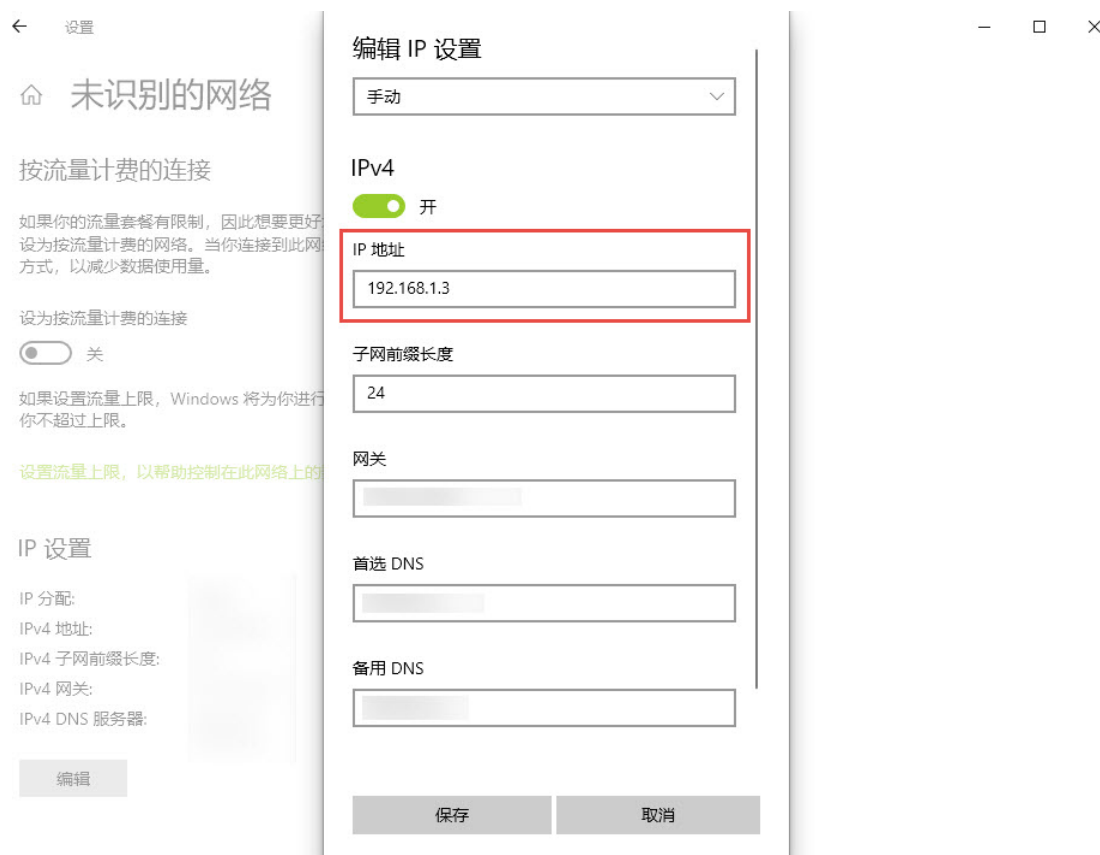 设置
未识别的网络
按流量计费的连接
如果你的流量套餐有限制，因此想要更好
设为按流量计费的网络。当你连接到此网
方式，以减少数据使用量。
设为按流量计费的连接
关
如果设置流量上限，Windows 将为你进行
你不超过上限。
设置流量上限，以帮助控制在此网络上的
IP 设置
IP 分配:
IPv4 地址:
IPv4 子网前缀长度:
IPv4 网关:
IPv4 DNS 服务器:
编辑
编辑 IP 设置
手动
IPv4
开
IP 地址
192.168.1.3
子网前缀长度
24
网关
首选 DNS
备用 DNS
保存
取消